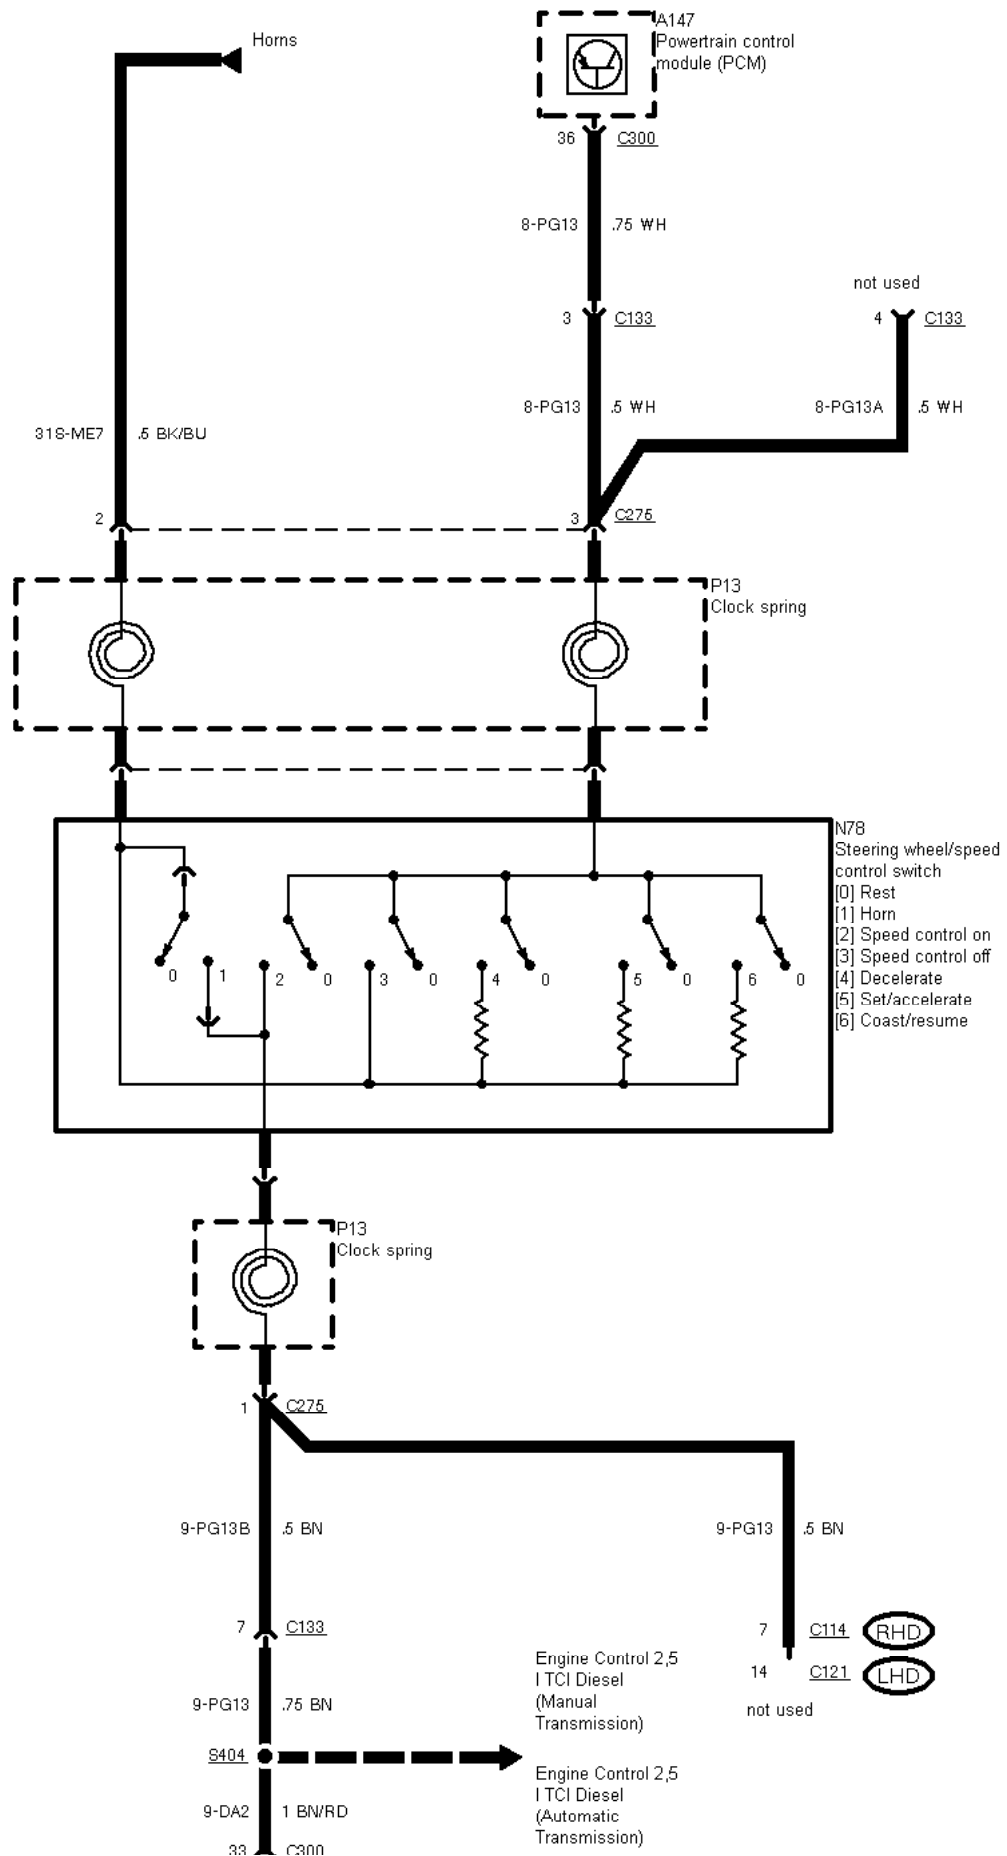 A147
Powertrain control
module (PCM)
Horns
36 C300
8-PG13 .75 WH
not used
3 C133
4 C133
8-PG13 .5 WH
8-PG13A .5 WH
31S-ME7 .5 BK/BU
2
3 C275
P13
Clock spring
N78
Steering wheel/speed
control switch
[0] Rest
[1] Horn
[2] Speed control on
[3] Speed control off
[4] Decelerate
[5] Set/accelerate
[6] Coast/resume
0 1 2 0 3 0 4 0 5 0 6 0
P13
Clock spring
1 C275
9-PG13B .5 BN
9-PG13 .5 BN
7 C133
7 C114 RHD
14 C121 LHD
not used
Engine Control 2,5
l TCI Diesel
(Manual
Transmission)
9-PG13 .75 BN
S404
Engine Control 2,5
l TCI Diesel
(Automatic
Transmission)
9-DA2 1 BN/RD
33 C300